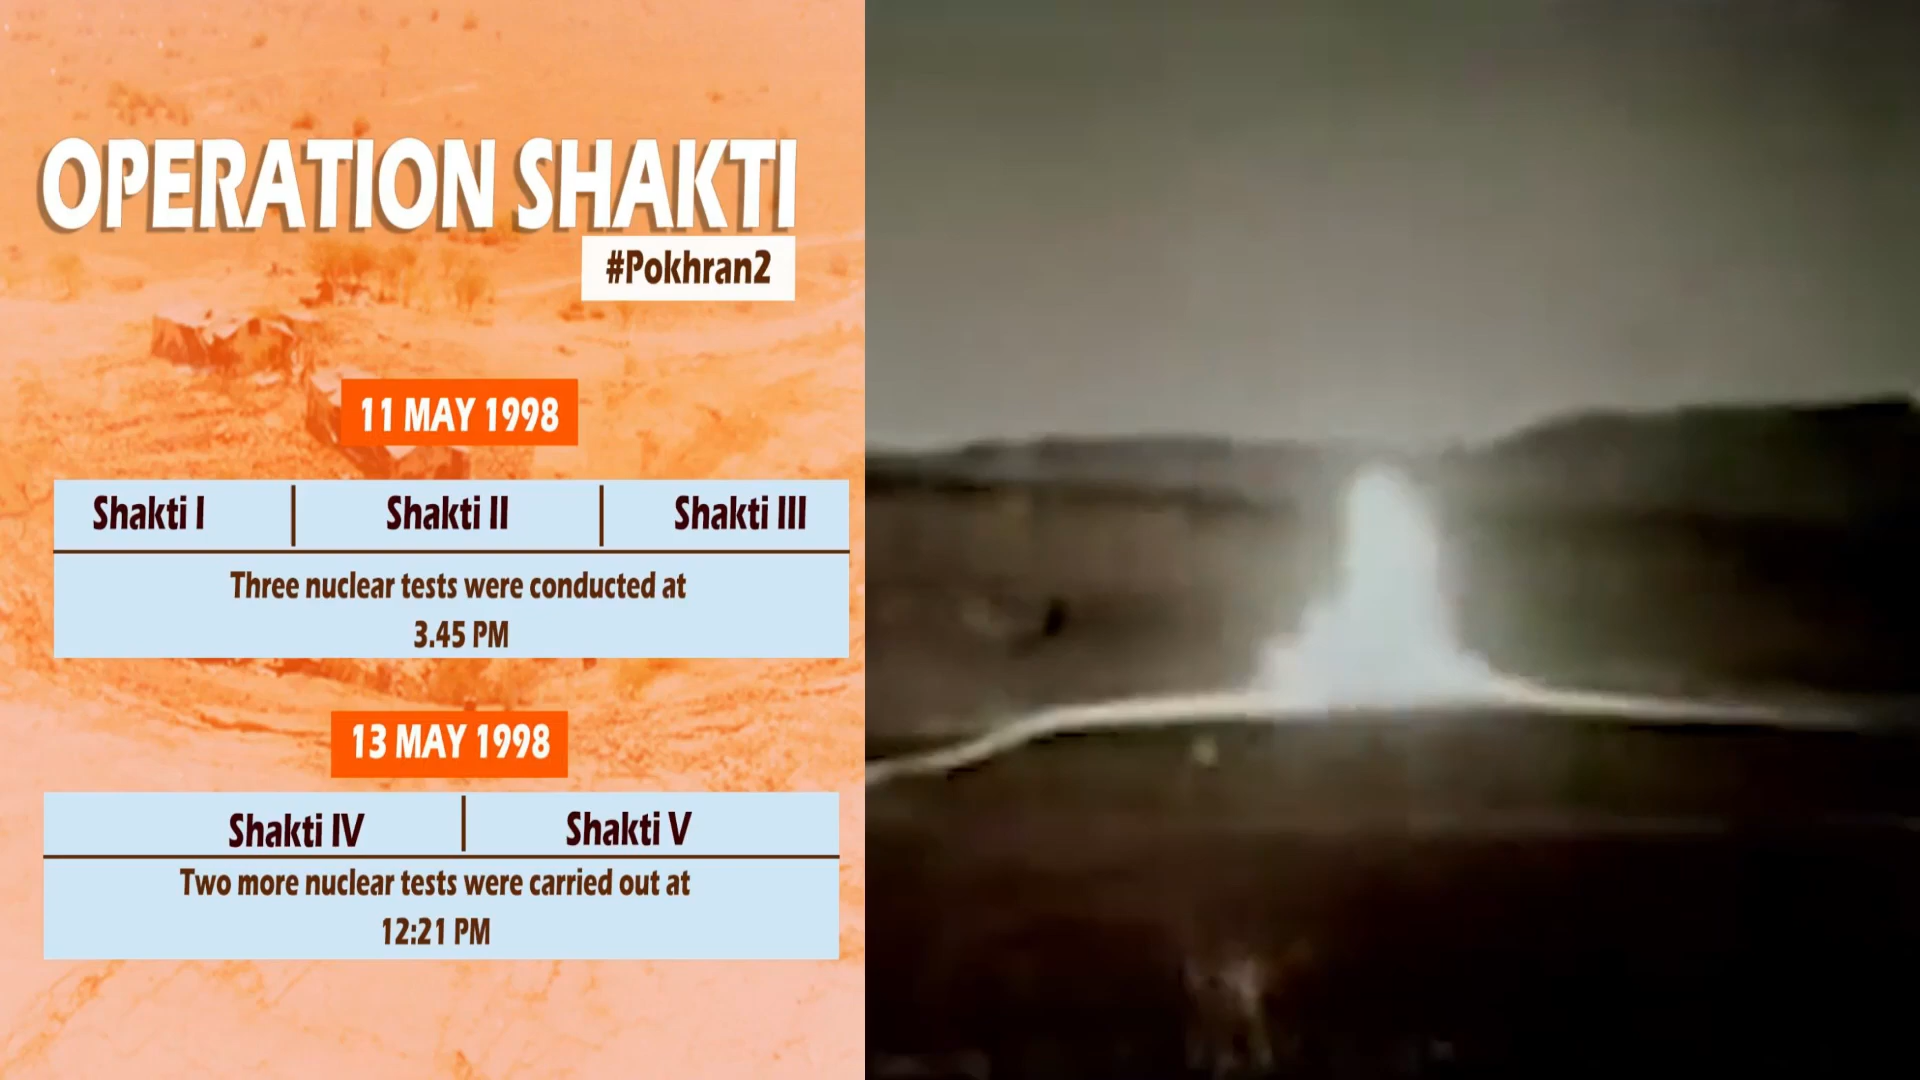 OPERATION SHAKTI
#Pokhran2
11 MAY 1998
Shakti I | Shakti II | Shakti III
Three nuclear tests were conducted at
3.45 PM
13 MAY 1998
Shakti IV | Shakti V
Two more nuclear tests were carried out at
12:21 PM